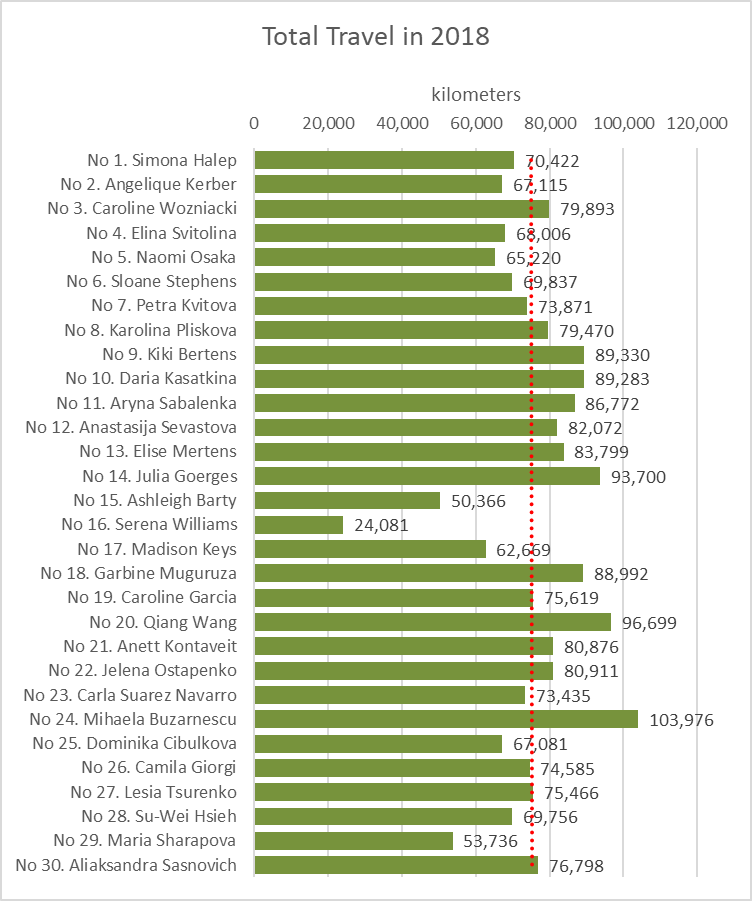 Total Travel in 2018
kilometers
0 20,000 40,000 60,000 80,000 100,000 120,000
No 1. Simona Halep 70,422
No 2. Angelique Kerber 67,115
No 3. Caroline Wozniacki 79,893
No 4. Elina Svitolina 68,006
No 5. Naomi Osaka 65,220
No 6. Sloane Stephens 69,837
No 7. Petra Kvitova 73,871
No 8. Karolina Pliskova 79,470
No 9. Kiki Bertens 89,330
No 10. Daria Kasatkina 89,283
No 11. Aryna Sabalenka 86,772
No 12. Anastasija Sevastova 82,072
No 13. Elise Mertens 83,799
No 14. Julia Goerges 93,700
No 15. Ashleigh Barty 50,366
No 16. Serena Williams 24,081
No 17. Madison Keys 62,669
No 18. Garbine Muguruza 88,992
No 19. Caroline Garcia 75,619
No 20. Qiang Wang 96,699
No 21. Anett Kontaveit 80,876
No 22. Jelena Ostapenko 80,911
No 23. Carla Suarez Navarro 73,435
No 24. Mihaela Buzarnescu 103,976
No 25. Dominika Cibulkova 67,081
No 26. Camila Giorgi 74,585
No 27. Lesia Tsurenko 75,466
No 28. Su-Wei Hsieh 69,756
No 29. Maria Sharapova 53,736
No 30. Aliaksandra Sasnovich 76,798